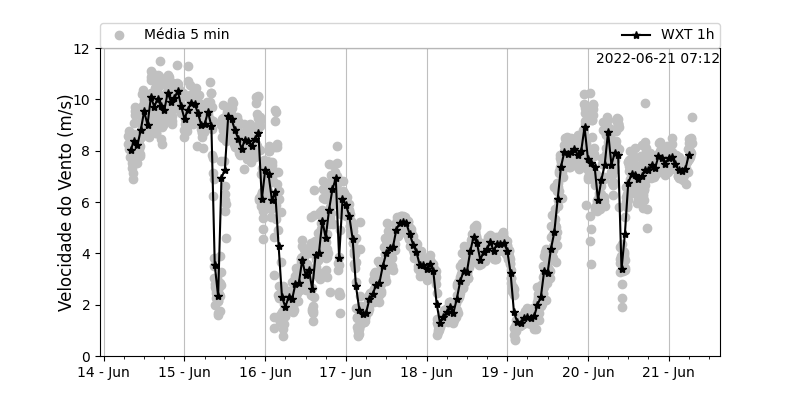 Média 5 min
WXT 1h
2022-06-21 07:12
Velocidade do Vento (m/s)
12
10
8
6
4
2
0
14 - Jun
15 - Jun
16 - Jun
17 - Jun
18 - Jun
19 - Jun
20 - Jun
21 - Jun